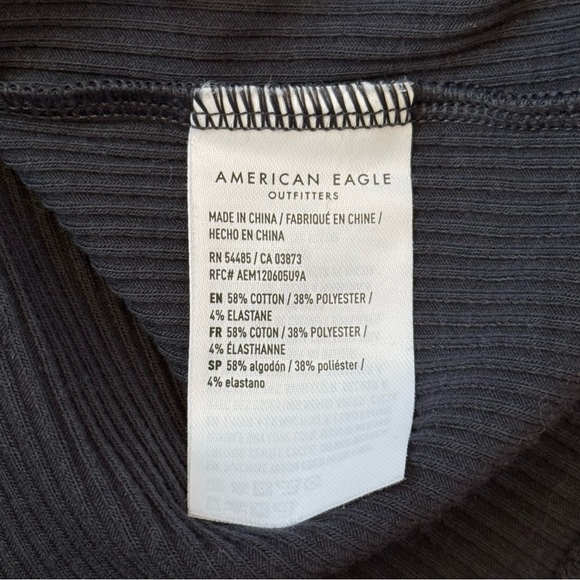 AMERICAN EAGLE
OUTFITTERS
MADE IN CHINA / FABRIQUÉ EN CHINE /
HECHO EN CHINA
RN 54485 / CA 03873
RFC# AEM120605U9A
EN 58% COTTON / 38% POLYESTER /
4% ELASTANE
FR 58% COTON / 38% POLYESTER /
4% ÉLASTHANNE
SP 58% algodón / 38% poliéster /
4% elastano